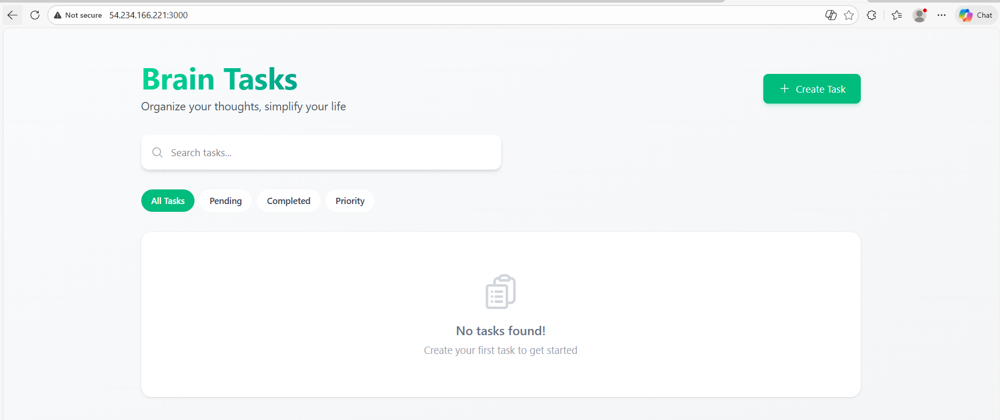 Not secure 54.234.166.221:3000
Chat
Brain Tasks
Organize your thoughts, simplify your life
Create Task
Search tasks...
All Tasks Pending Completed Priority
No tasks found!
Create your first task to get started